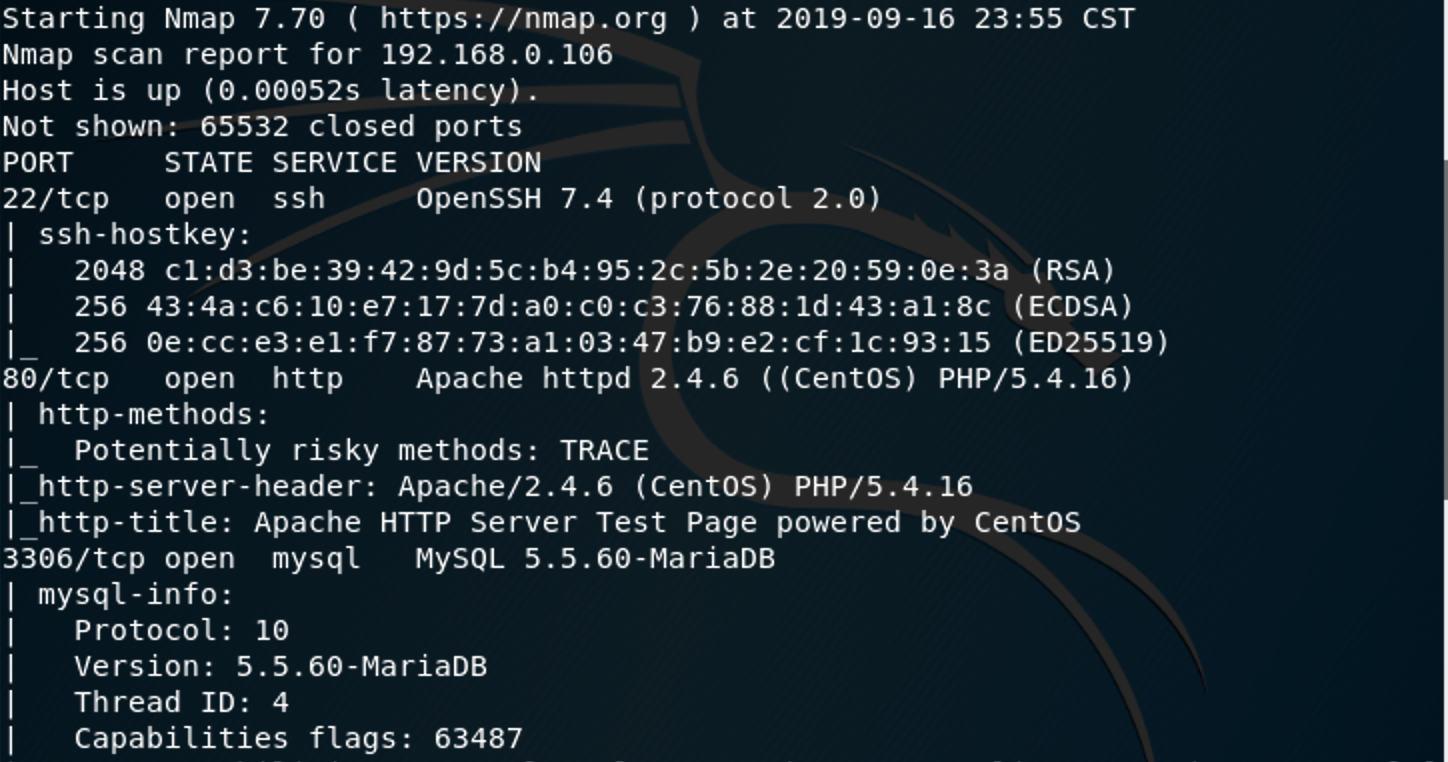 Starting Nmap 7.70 ( https://nmap.org ) at 2019-09-16 23:55 CST
Nmap scan report for 192.168.0.106
Host is up (0.00052s latency).
Not shown: 65532 closed ports
PORT     STATE SERVICE VERSION
22/tcp   open  ssh     OpenSSH 7.4 (protocol 2.0)
| ssh-hostkey:
|   2048 c1:d3:be:39:42:9d:5c:b4:95:2c:5b:2e:20:59:0e:3a (RSA)
|   256 43:4a:c6:10:e7:17:7d:a0:c0:c3:76:88:1d:43:a1:8c (ECDSA)
|_  256 0e:cc:e3:e1:f7:87:73:a1:03:47:b9:e2:cf:1c:93:15 (ED25519)
80/tcp   open  http    Apache httpd 2.4.6 ((CentOS) PHP/5.4.16)
| http-methods:
|_  Potentially risky methods: TRACE
|_http-server-header: Apache/2.4.6 (CentOS) PHP/5.4.16
|_http-title: Apache HTTP Server Test Page powered by CentOS
3306/tcp open  mysql   MySQL 5.5.60-MariaDB
| mysql-info:
|   Protocol: 10
|   Version: 5.5.60-MariaDB
|   Thread ID: 4
|   Capabilities flags: 63487